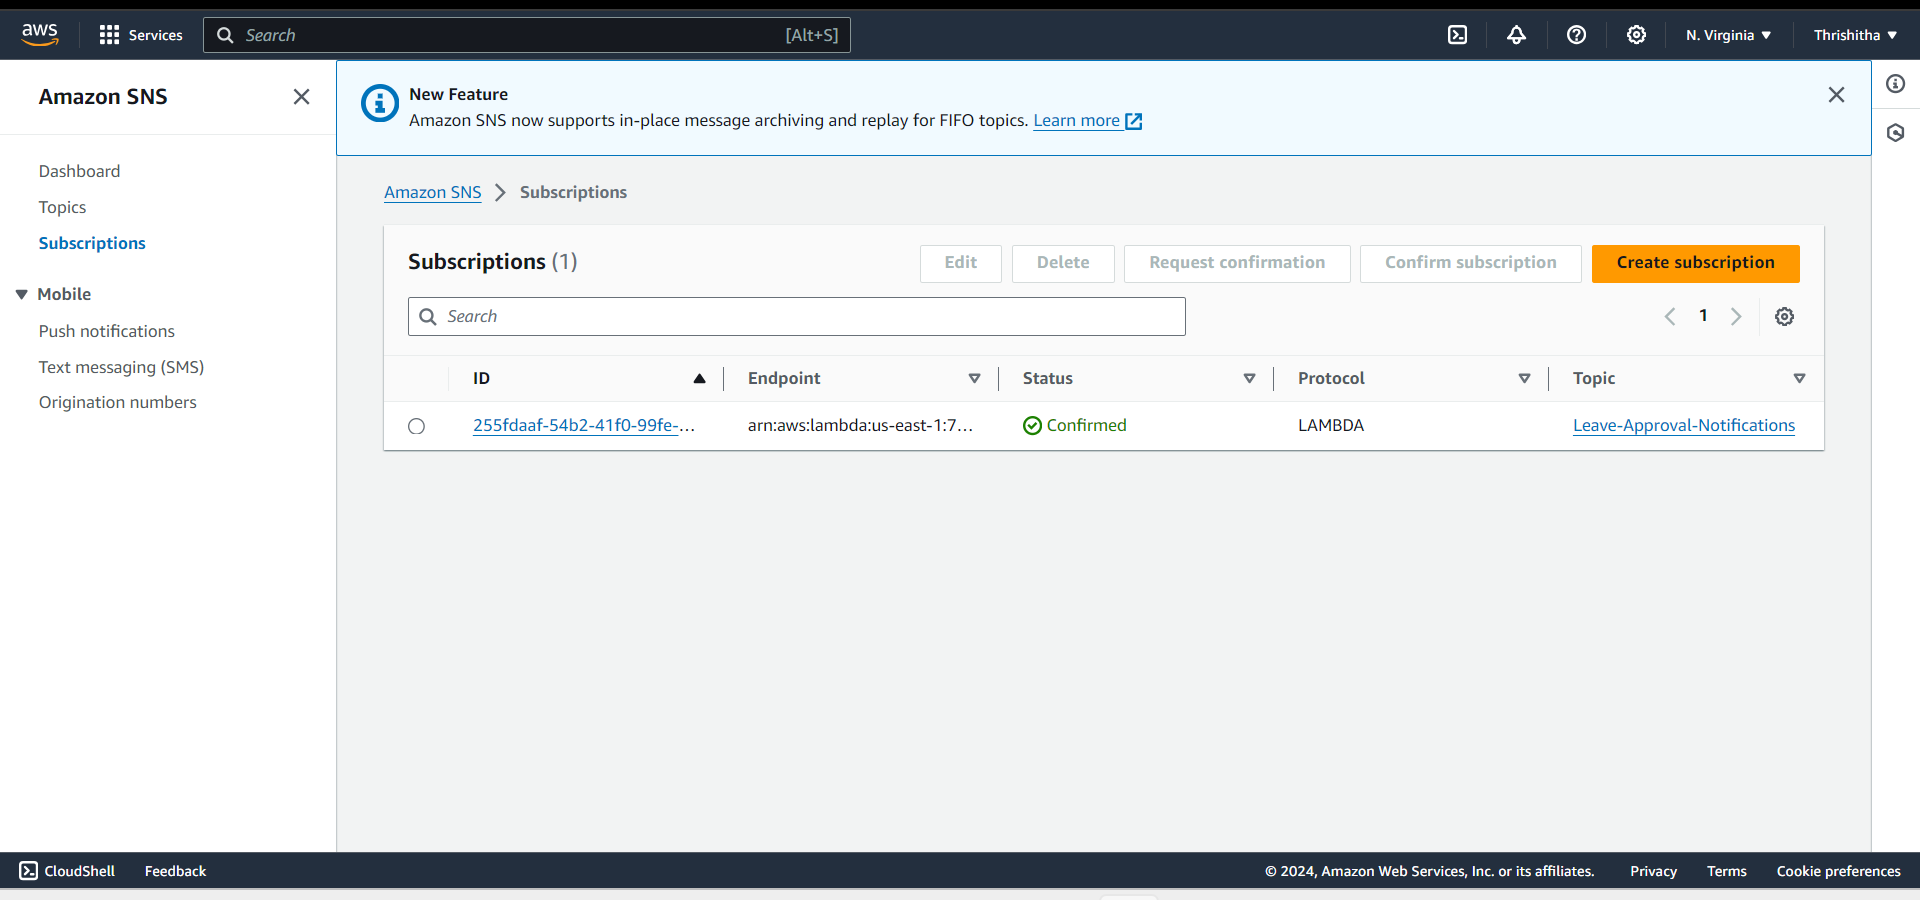 aws Services Search [Alt+S] N. Virginia Thrishitha
Amazon SNS
Dashboard
Topics
Subscriptions
Mobile
Push notifications
Text messaging (SMS)
Origination numbers
New Feature
Amazon SNS now supports in-place message archiving and replay for FIFO topics. Learn more
Amazon SNS Subscriptions
Subscriptions (1) Edit Delete Request confirmation Confirm subscription Create subscription
Search 1
ID Endpoint Status Protocol Topic
255fdaaf-54b2-41f0-99fe-... arn:aws:lambda:us-east-1:7... Confirmed LAMBDA Leave-Approval-Notifications
CloudShell Feedback © 2024, Amazon Web Services, Inc. or its affiliates. Privacy Terms Cookie preferences